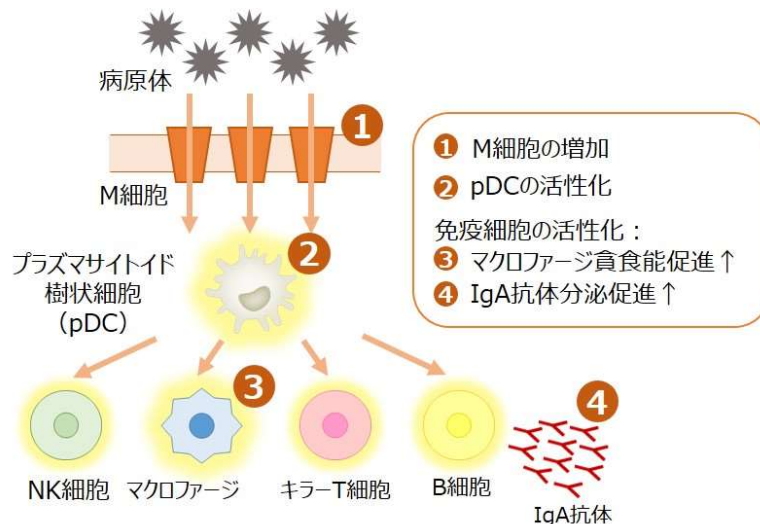 病原体
1
M細胞
2
プラズマサイトイド
樹状細胞
（pDC）
3
4
NK細胞
マクロファージ
キラーT細胞
B細胞
IgA抗体
1 M細胞の増加
2 pDCの活性化
免疫細胞の活性化：
3 マクロファージ貪食能促進↑
4 IgA抗体分泌促進↑